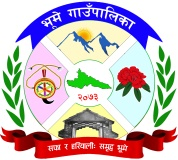 भूमे गाउँपालिका
२०७३
सफा र हरियालीः समृद्ध भूमे